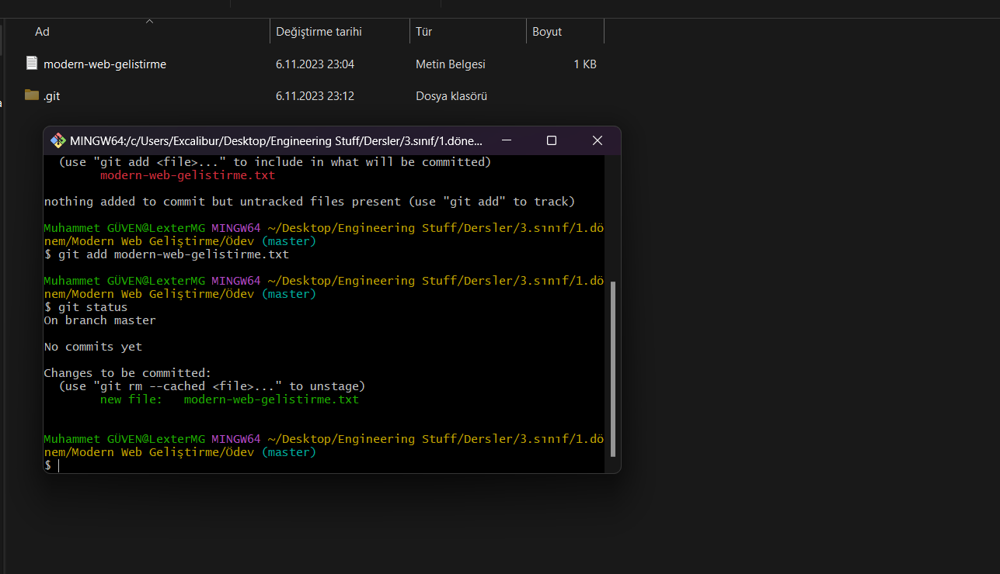 Ad Değiştirme tarihi Tür Boyut
modern-web-gelistirme 6.11.2023 23:04 Metin Belgesi 1 KB
.git 6.11.2023 23:12 Dosya klasörü
MINGW64:/c/Users/Excalibur/Desktop/Engineering Stuff/Dersler/3.sınıf/1.döne...
(use "git add <file>..." to include in what will be committed)
modern-web-gelistirme.txt
nothing added to commit but untracked files present (use "git add" to track)
Muhammet GÜVEN@LexterMG MINGW64 ~/Desktop/Engineering Stuff/Dersler/3.sınıf/1.dö
nem/Modern Web Geliştirme/Ödev (master)
$ git add modern-web-gelistirme.txt
Muhammet GÜVEN@LexterMG MINGW64 ~/Desktop/Engineering Stuff/Dersler/3.sınıf/1.dö
nem/Modern Web Geliştirme/Ödev (master)
$ git status
On branch master
No commits yet
Changes to be committed:
(use "git rm --cached <file>..." to unstage)
new file: modern-web-gelistirme.txt
Muhammet GÜVEN@LexterMG MINGW64 ~/Desktop/Engineering Stuff/Dersler/3.sınıf/1.dö
nem/Modern Web Geliştirme/Ödev (master)
$